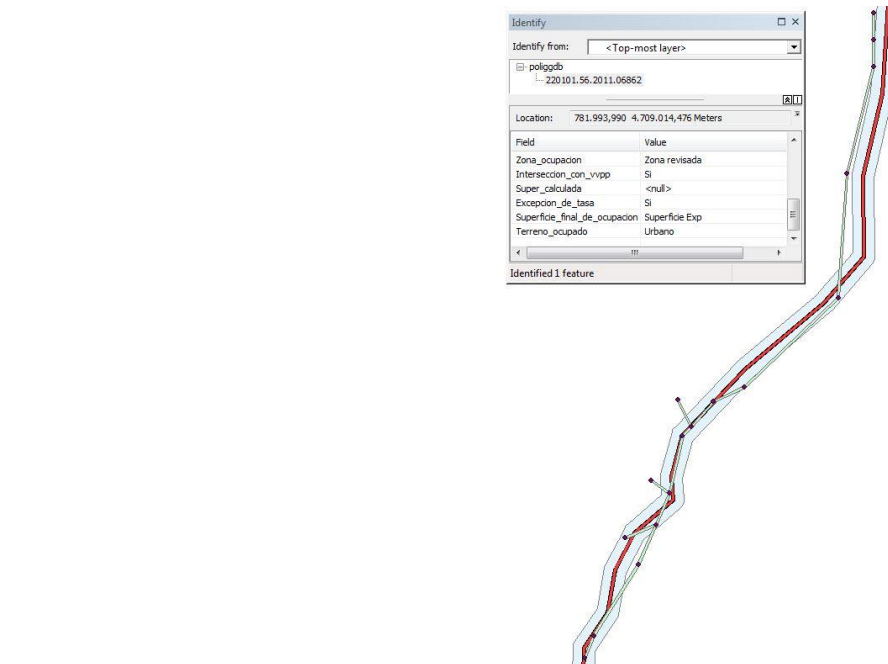 Identify
Identify from: <Top-most layer>
poliggdb
220101.56.2011.06862
Location: 781.993,990 4.709.014,476 Meters
Field Value
Zona_ocupacion Zona revisada
Interseccion_con_vvpp Si
Super_calculada <null>
Excepcion_de_tasa Si
Superficie_final_de_ocupacion Superficie Exp
Terreno_ocupado Urbano
Identified 1 feature